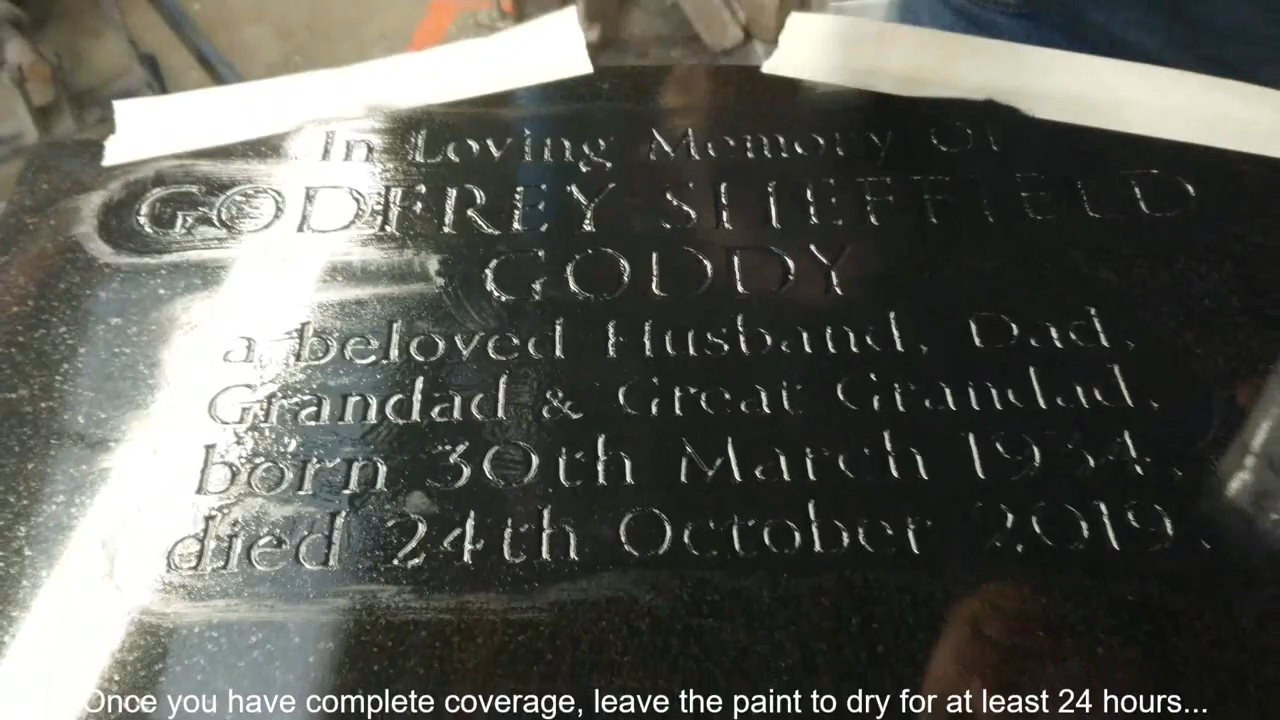 In Loving Memory Of
GODFREY SHEFFIELD
GODDY
a beloved Husband, Dad,
Grandad & Great Grandad,
born 30th March 1934,
died 24th October 2019.
Once you have complete coverage, leave the paint to dry for at least 24 hours...